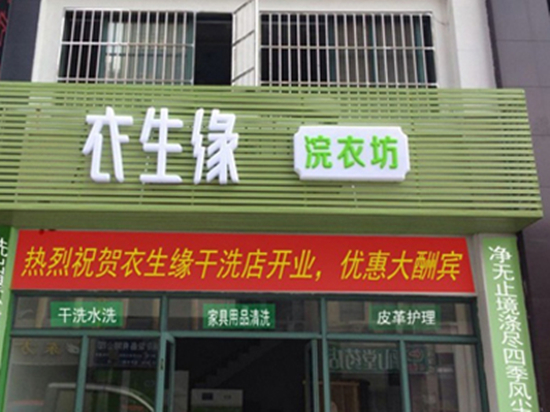 衣生缘
浣衣坊
热烈祝贺衣生缘干洗店开业，优惠大酬宾
干洗水洗
家具用品清洗
皮革护理
净无止境涤尽四季风尘